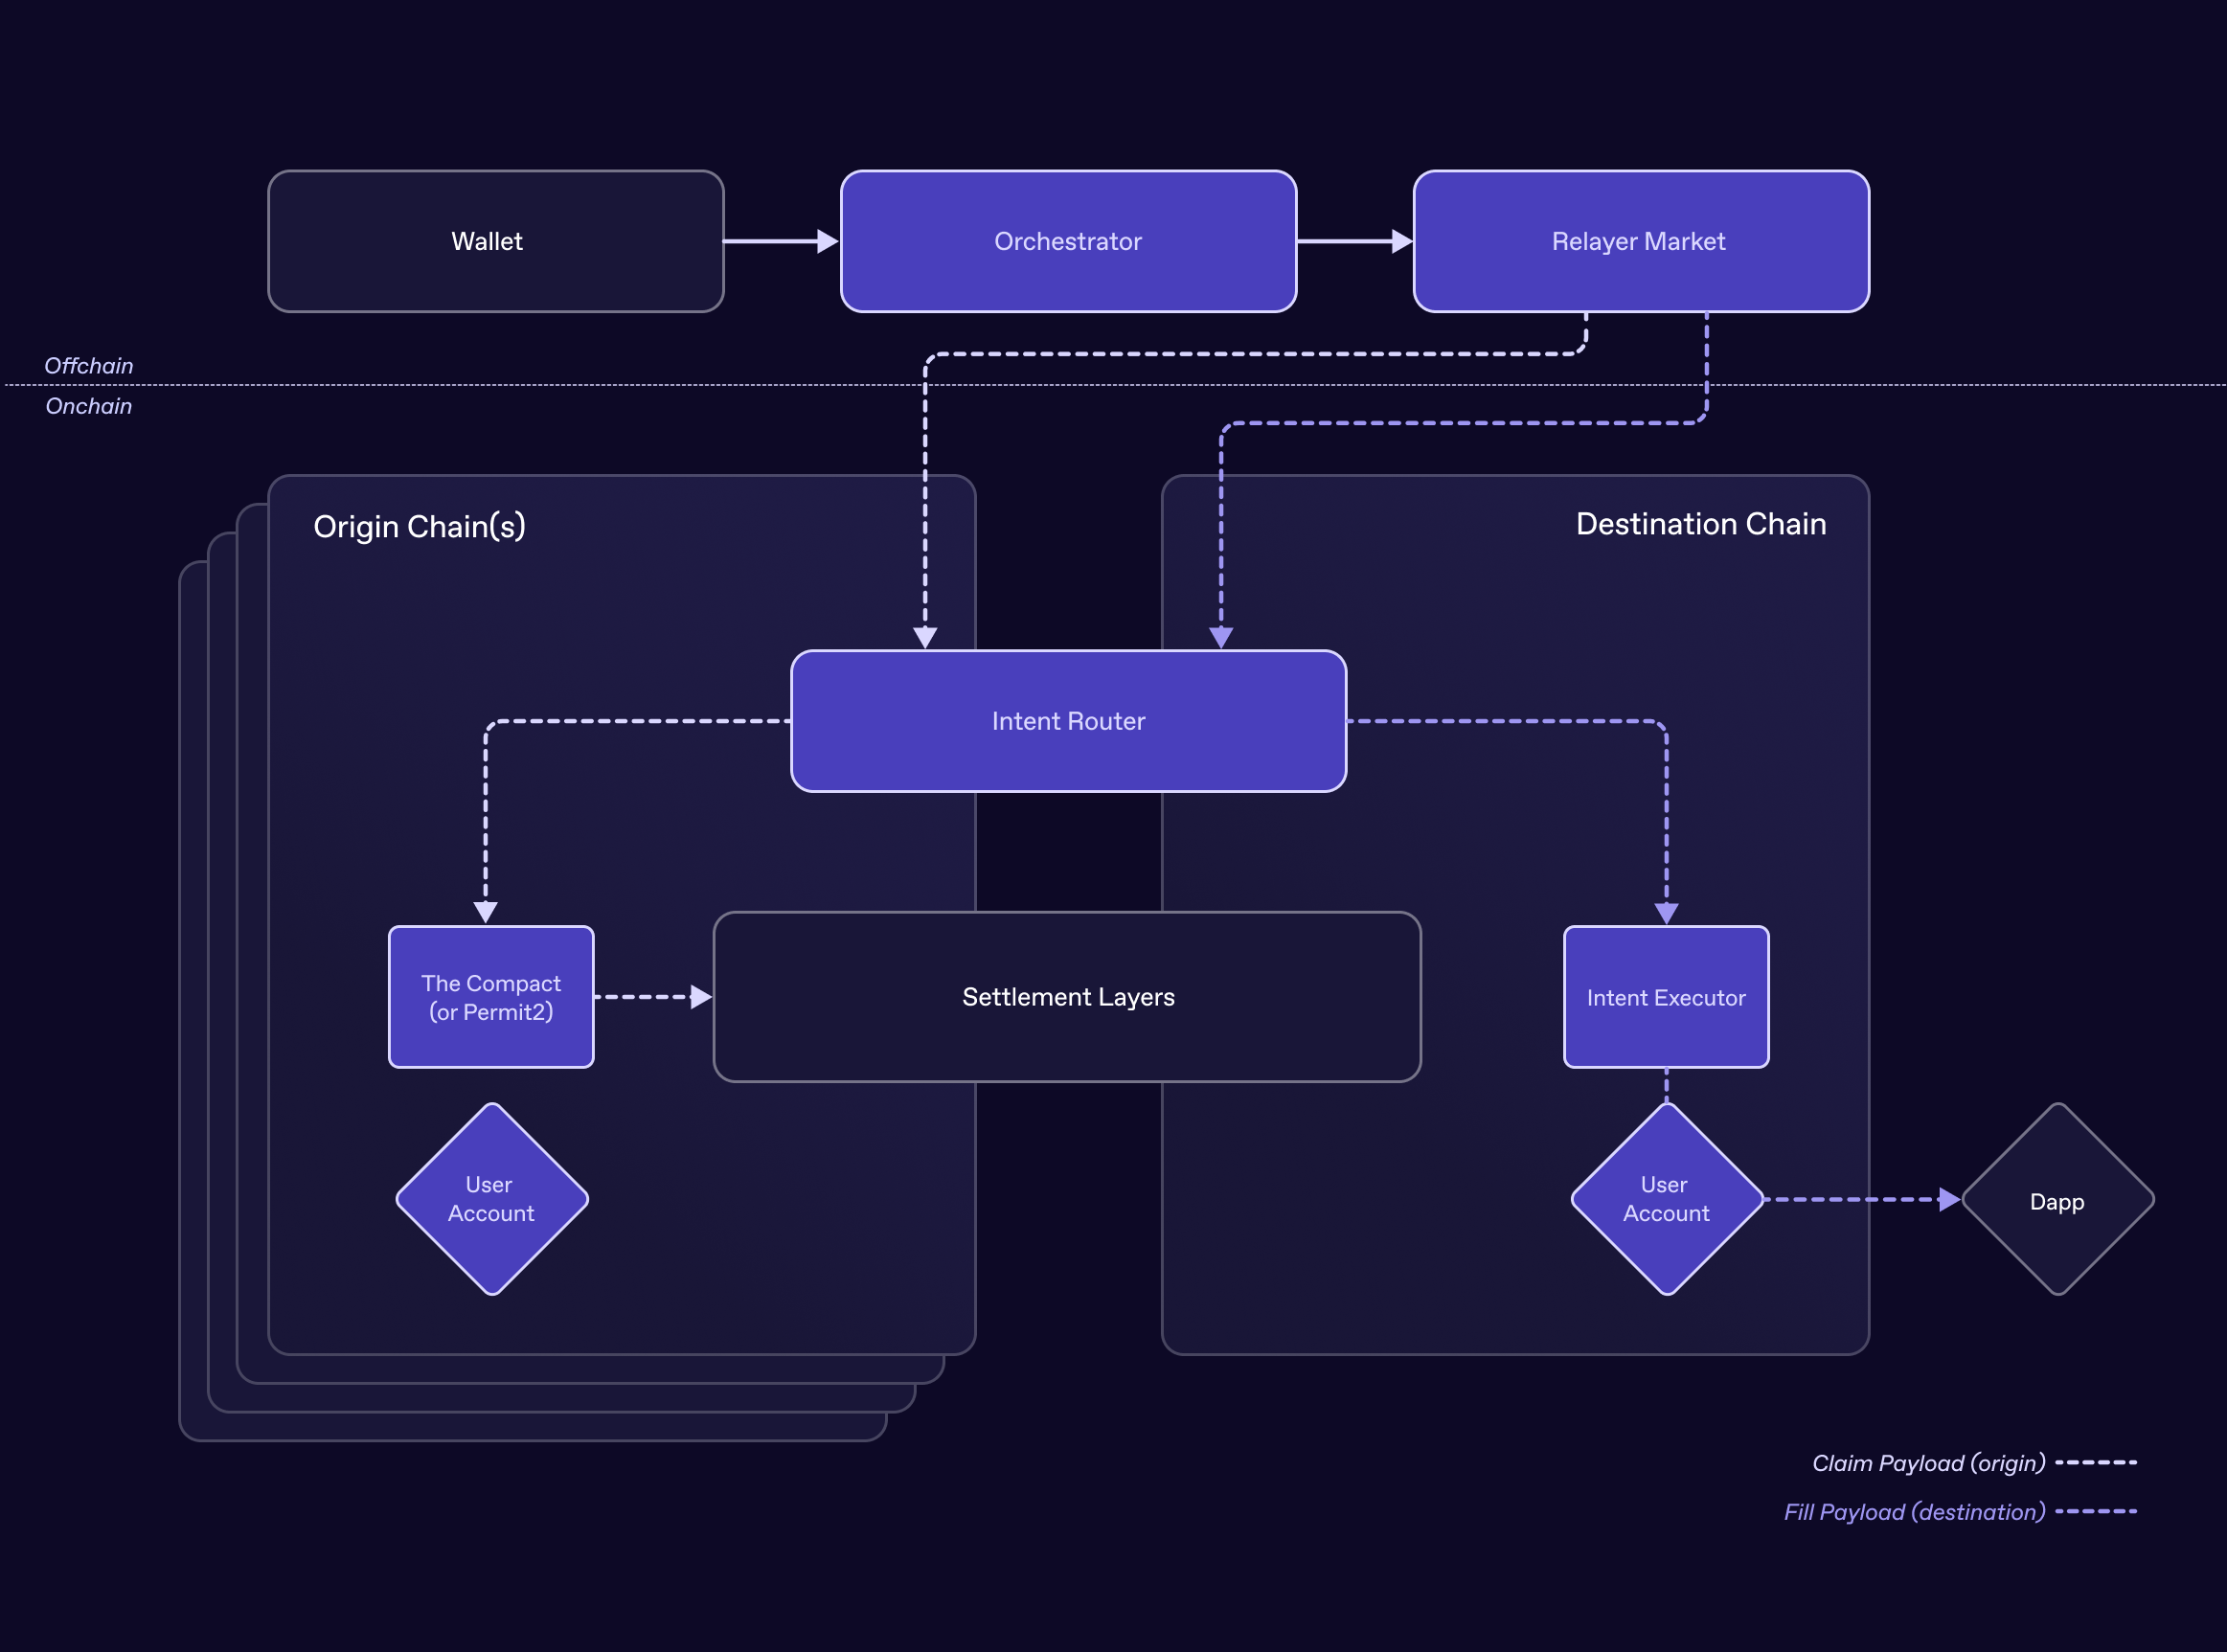 Wallet
Orchestrator
Relayer Market
Offchain
Onchain
Origin Chain(s)
Destination Chain
Intent Router
The Compact
(or Permit2)
Settlement Layers
Intent Executor
User
Account
User
Account
Dapp
Claim Payload (origin)
Fill Payload (destination)